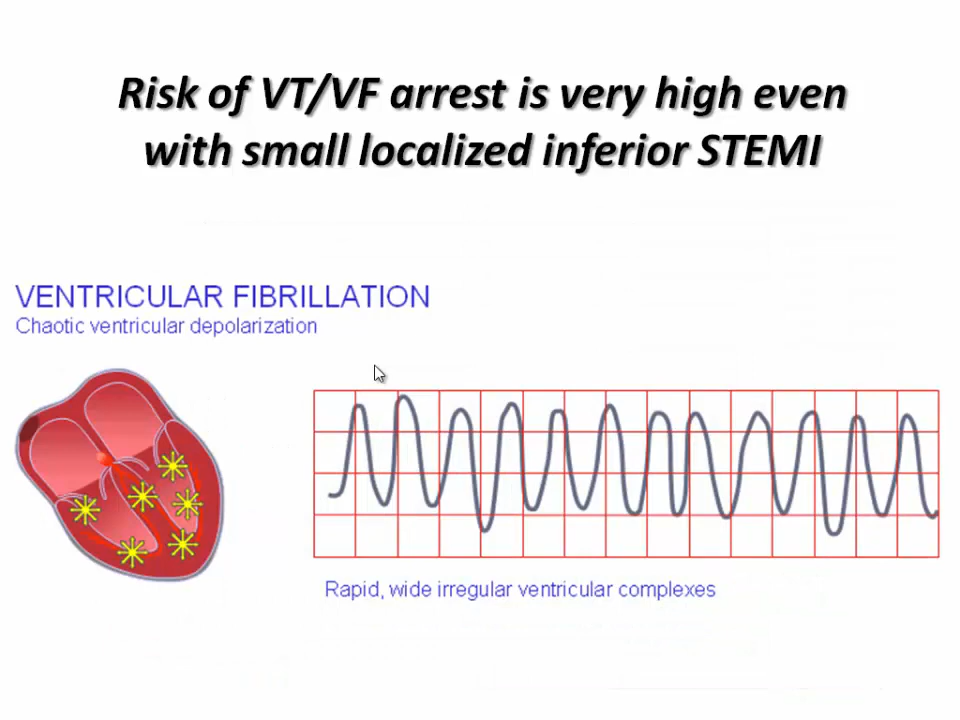 Risk of VT/VF arrest is very high even
with small localized inferior STEMI
VENTRICULAR FIBRILLATION
Chaotic ventricular depolarization
Rapid, wide irregular ventricular complexes